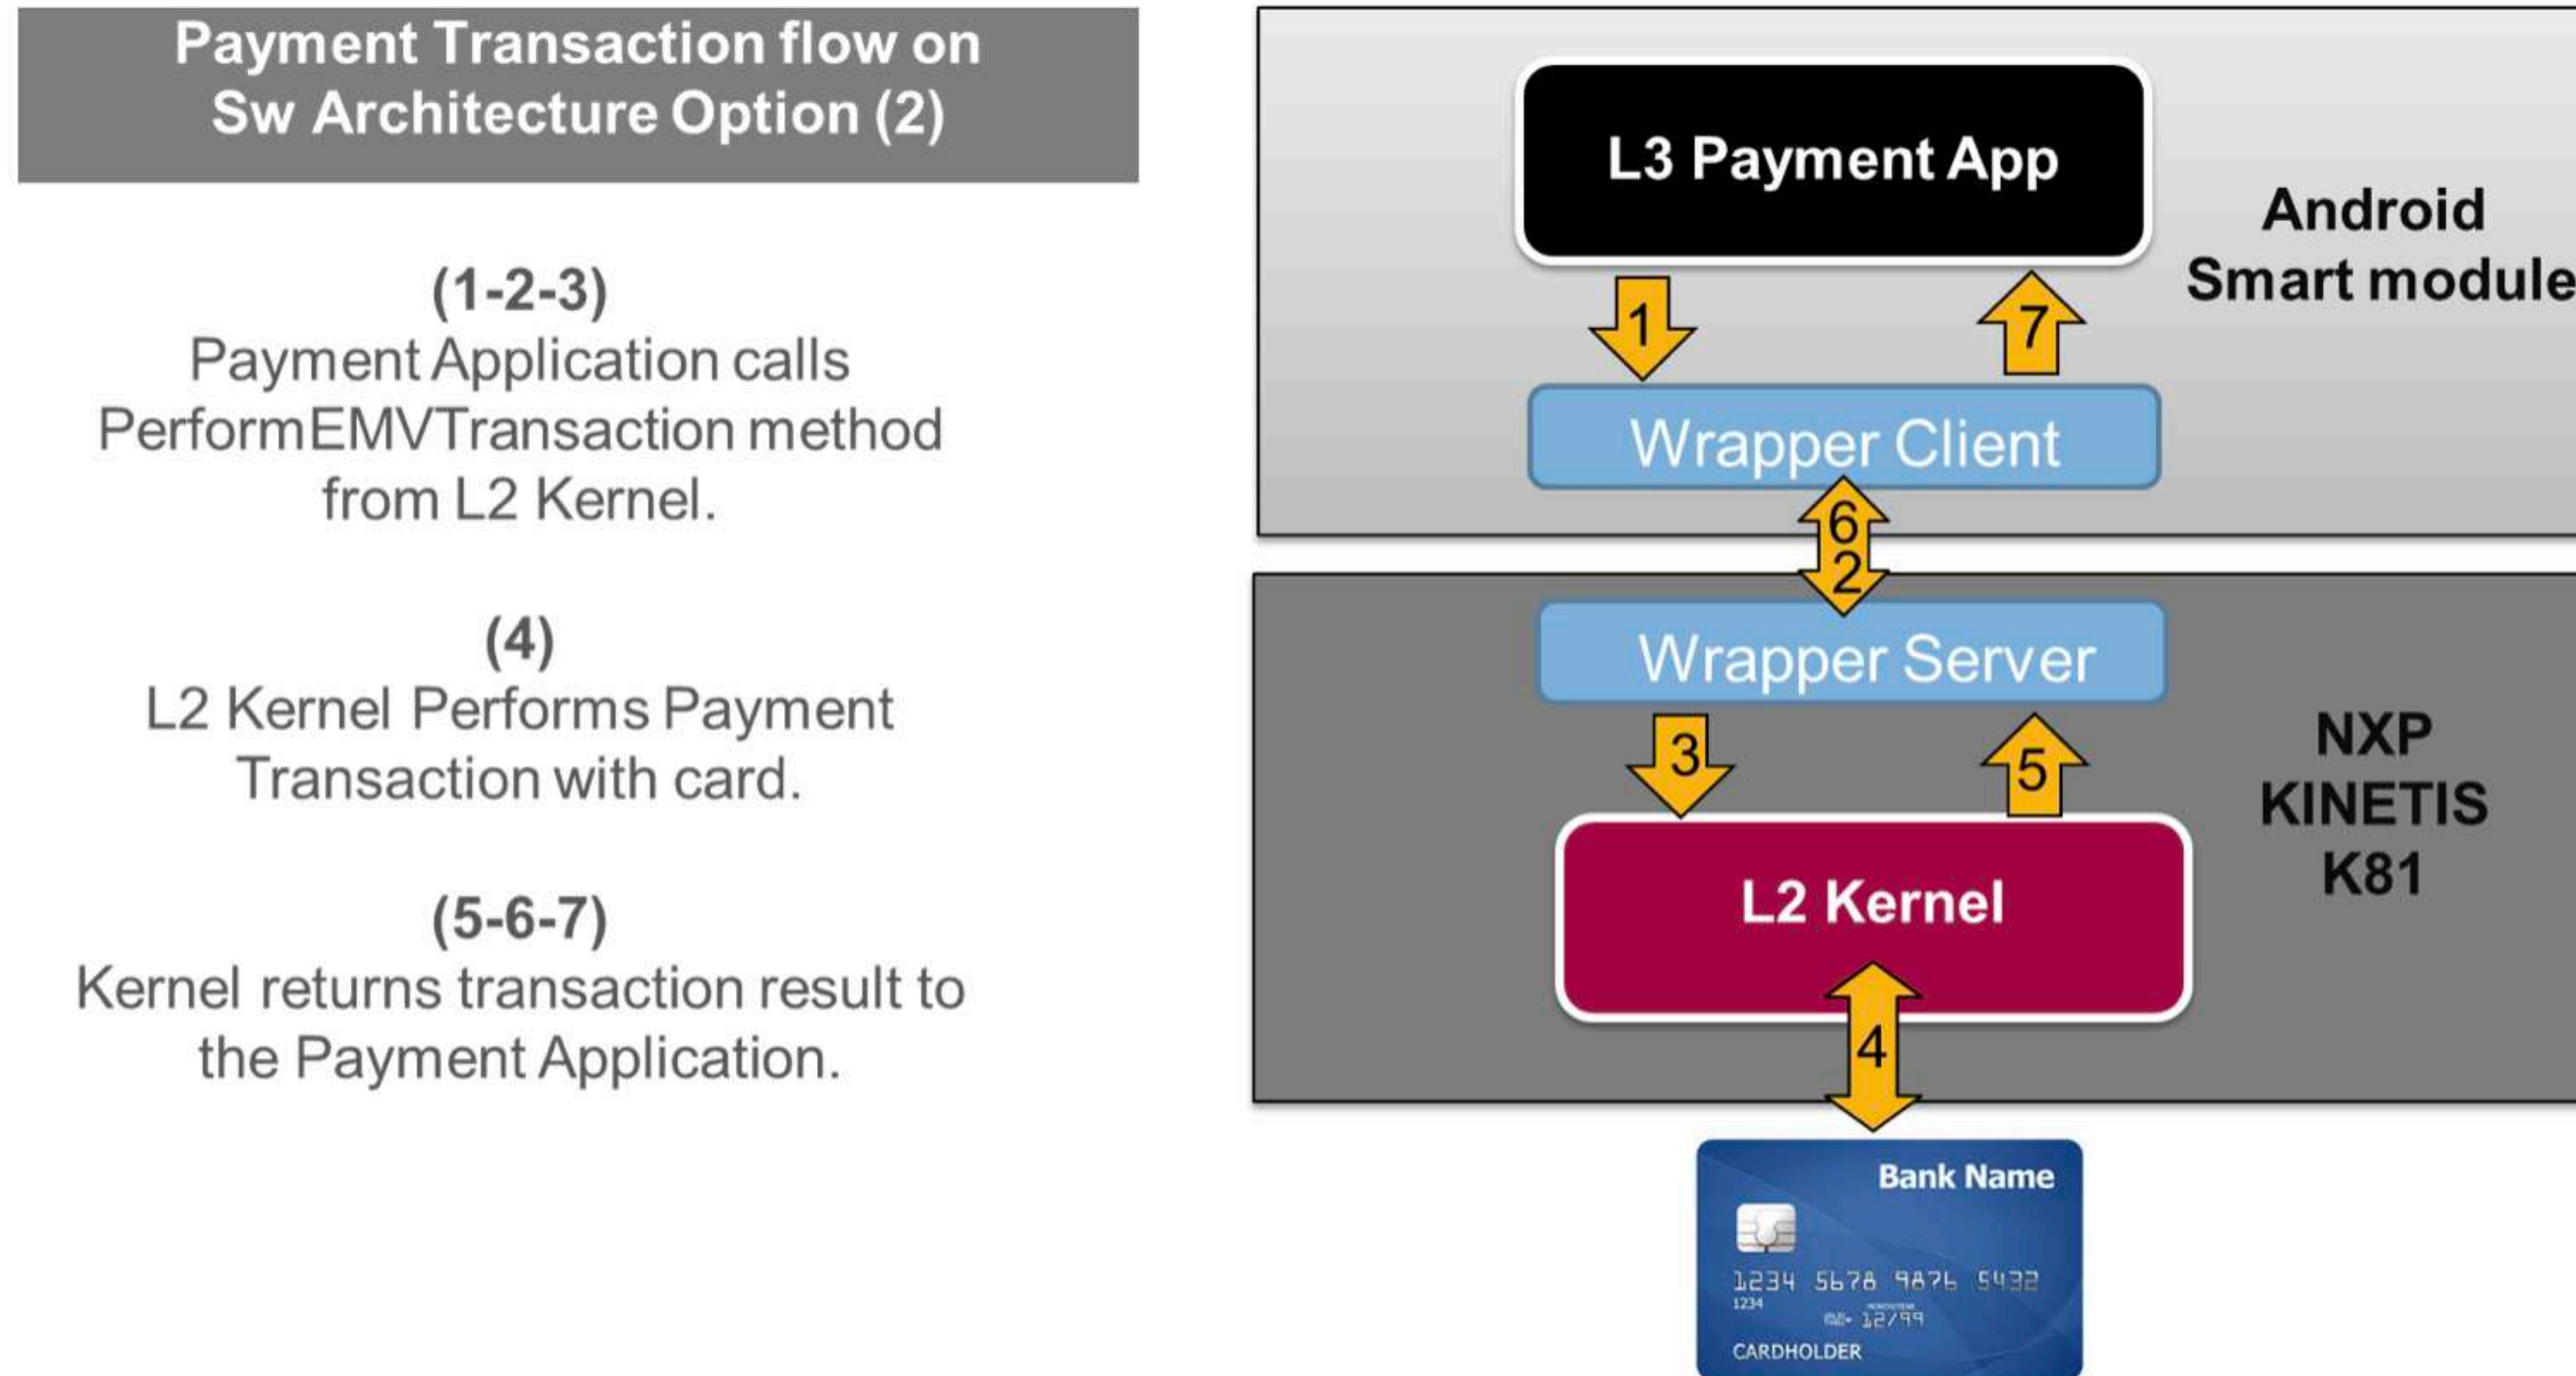 Payment Transaction flow on
Sw Architecture Option (2)
(1-2-3)
Payment Application calls
PerformEMVTransaction method
from L2 Kernel.
(4)
L2 Kernel Performs Payment
Transaction with card.
(5-6-7)
Kernel returns transaction result to
the Payment Application.
L3 Payment App
Android
Smart module
1
7
Wrapper Client
6
2
Wrapper Server
3
5
NXP
KINETIS
K81
L2 Kernel
4
Bank Name
1234 5678 9876 5432
1234
12/99
CARDHOLDER